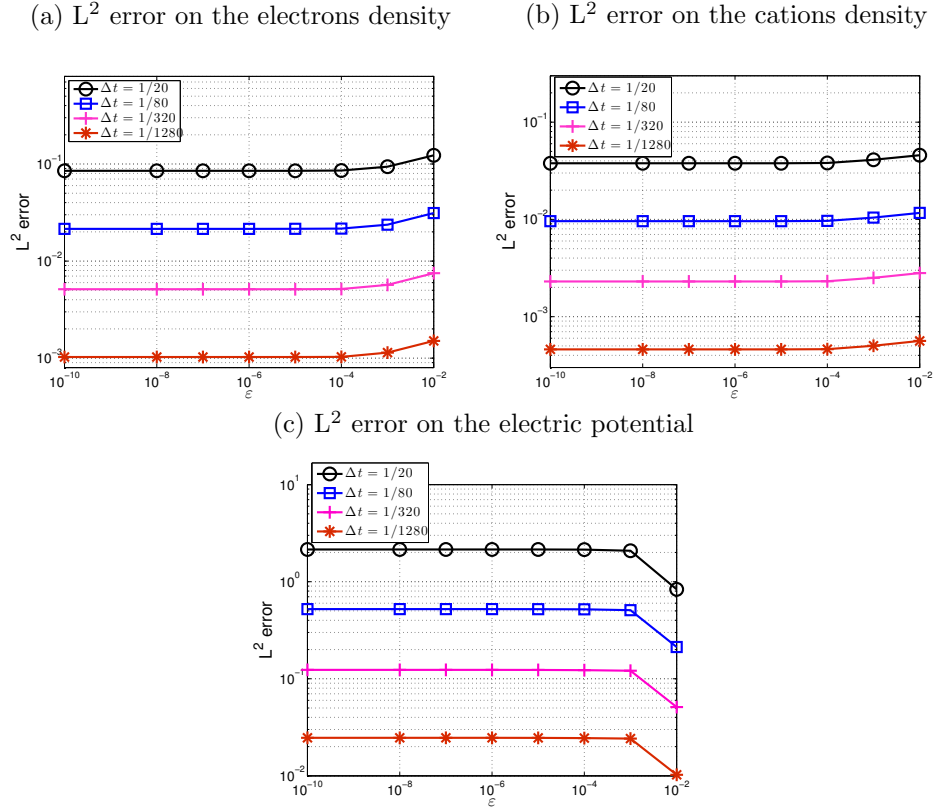 (a) L² error on the electrons density
Δt = 1/20
Δt = 1/80
Δt = 1/320
Δt = 1/1280
L² error
10⁻¹
10⁻²
10⁻³
10⁻¹⁰ 10⁻⁸ 10⁻⁶ 10⁻⁴ 10⁻²
ε
(b) L² error on the cations density
Δt = 1/20
Δt = 1/80
Δt = 1/320
Δt = 1/1280
L² error
10⁻¹
10⁻²
10⁻³
10⁻¹⁰ 10⁻⁸ 10⁻⁶ 10⁻⁴ 10⁻²
ε
(c) L² error on the electric potential
Δt = 1/20
Δt = 1/80
Δt = 1/320
Δt = 1/1280
L² error
10¹
10⁰
10⁻¹
10⁻²
10⁻¹⁰ 10⁻⁸ 10⁻⁶ 10⁻⁴ 10⁻²
ε